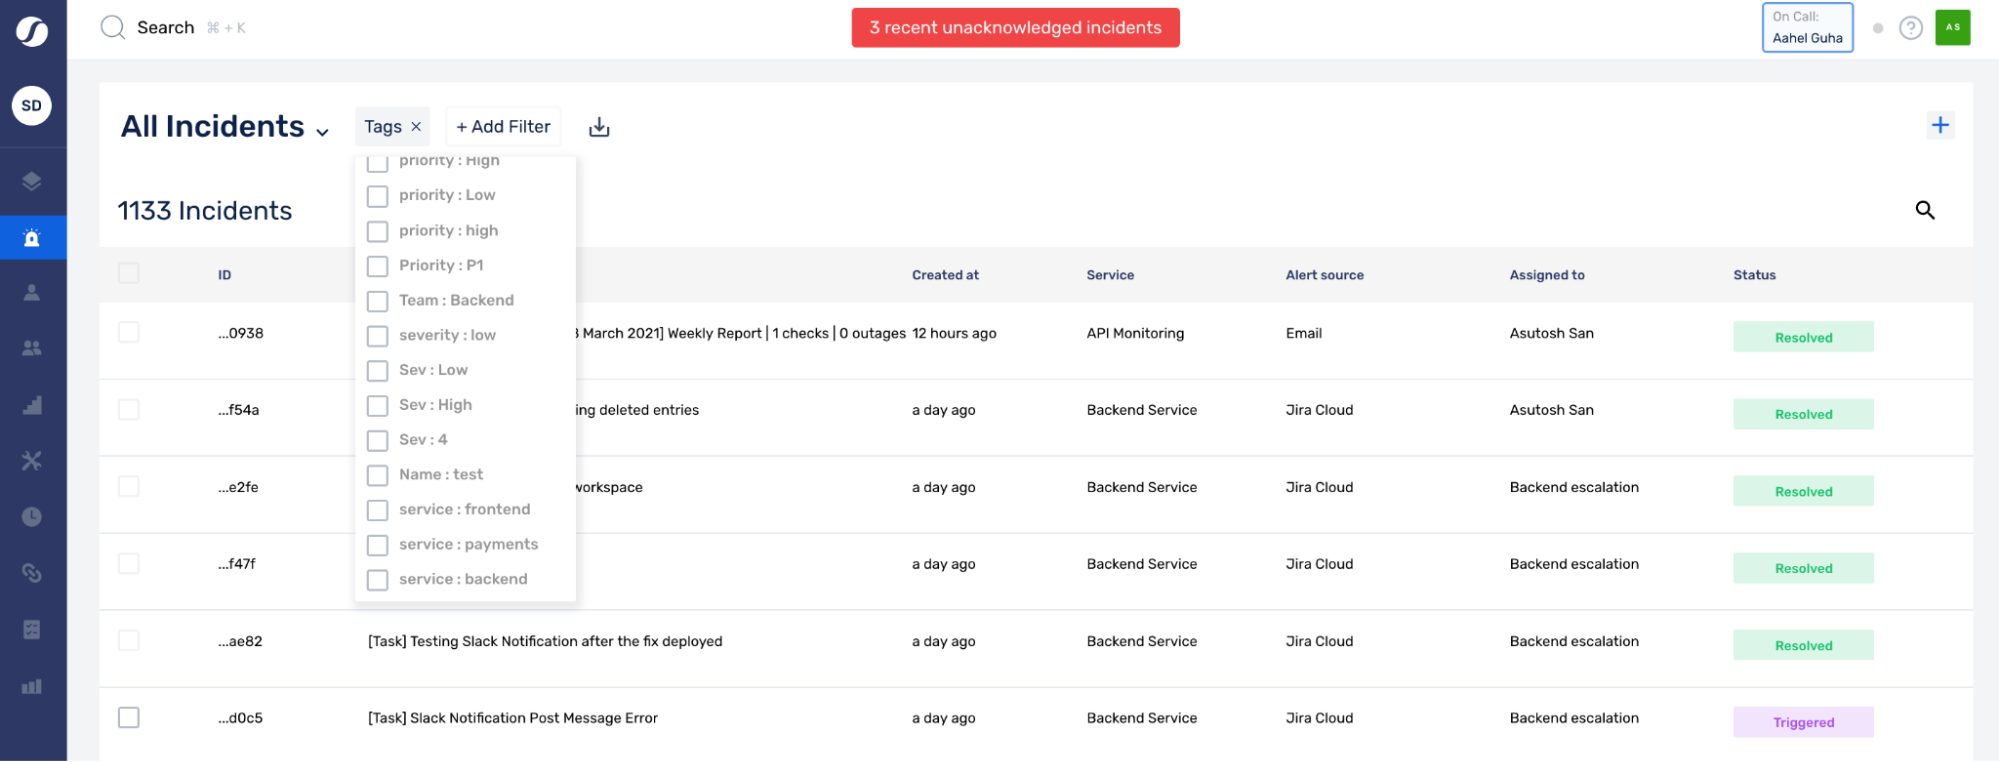 Search ⌘ + K
3 recent unacknowledged incidents
On Call:
Aahel Guha
AS
SD
All Incidents
Tags ×
+ Add Filter
1133 Incidents
priority : High
priority : Low
priority : high
Priority : P1
Team : Backend
severity : low
Sev : Low
Sev : High
Sev : 4
Name : test
service : frontend
service : payments
service : backend
ID Created at Service Alert source Assigned to Status
...0938 March 2021] Weekly Report | 1 checks | 0 outages 12 hours ago API Monitoring Email Asutosh San Resolved
...f54a ing deleted entries a day ago Backend Service Jira Cloud Asutosh San Resolved
...e2fe workspace a day ago Backend Service Jira Cloud Backend escalation Resolved
...f47f a day ago Backend Service Jira Cloud Backend escalation Resolved
...ae82 [Task] Testing Slack Notification after the fix deployed a day ago Backend Service Jira Cloud Backend escalation Resolved
...d0c5 [Task] Slack Notification Post Message Error a day ago Backend Service Jira Cloud Backend escalation Triggered